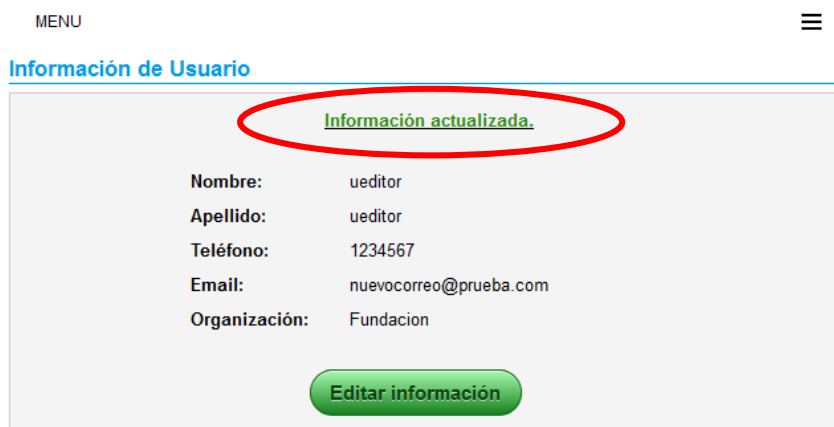 MENU
Información de Usuario
Información actualizada.
Nombre: ueditor
Apellido: ueditor
Teléfono: 1234567
Email: nuevocorreo@prueba.com
Organización: Fundacion
Editar información